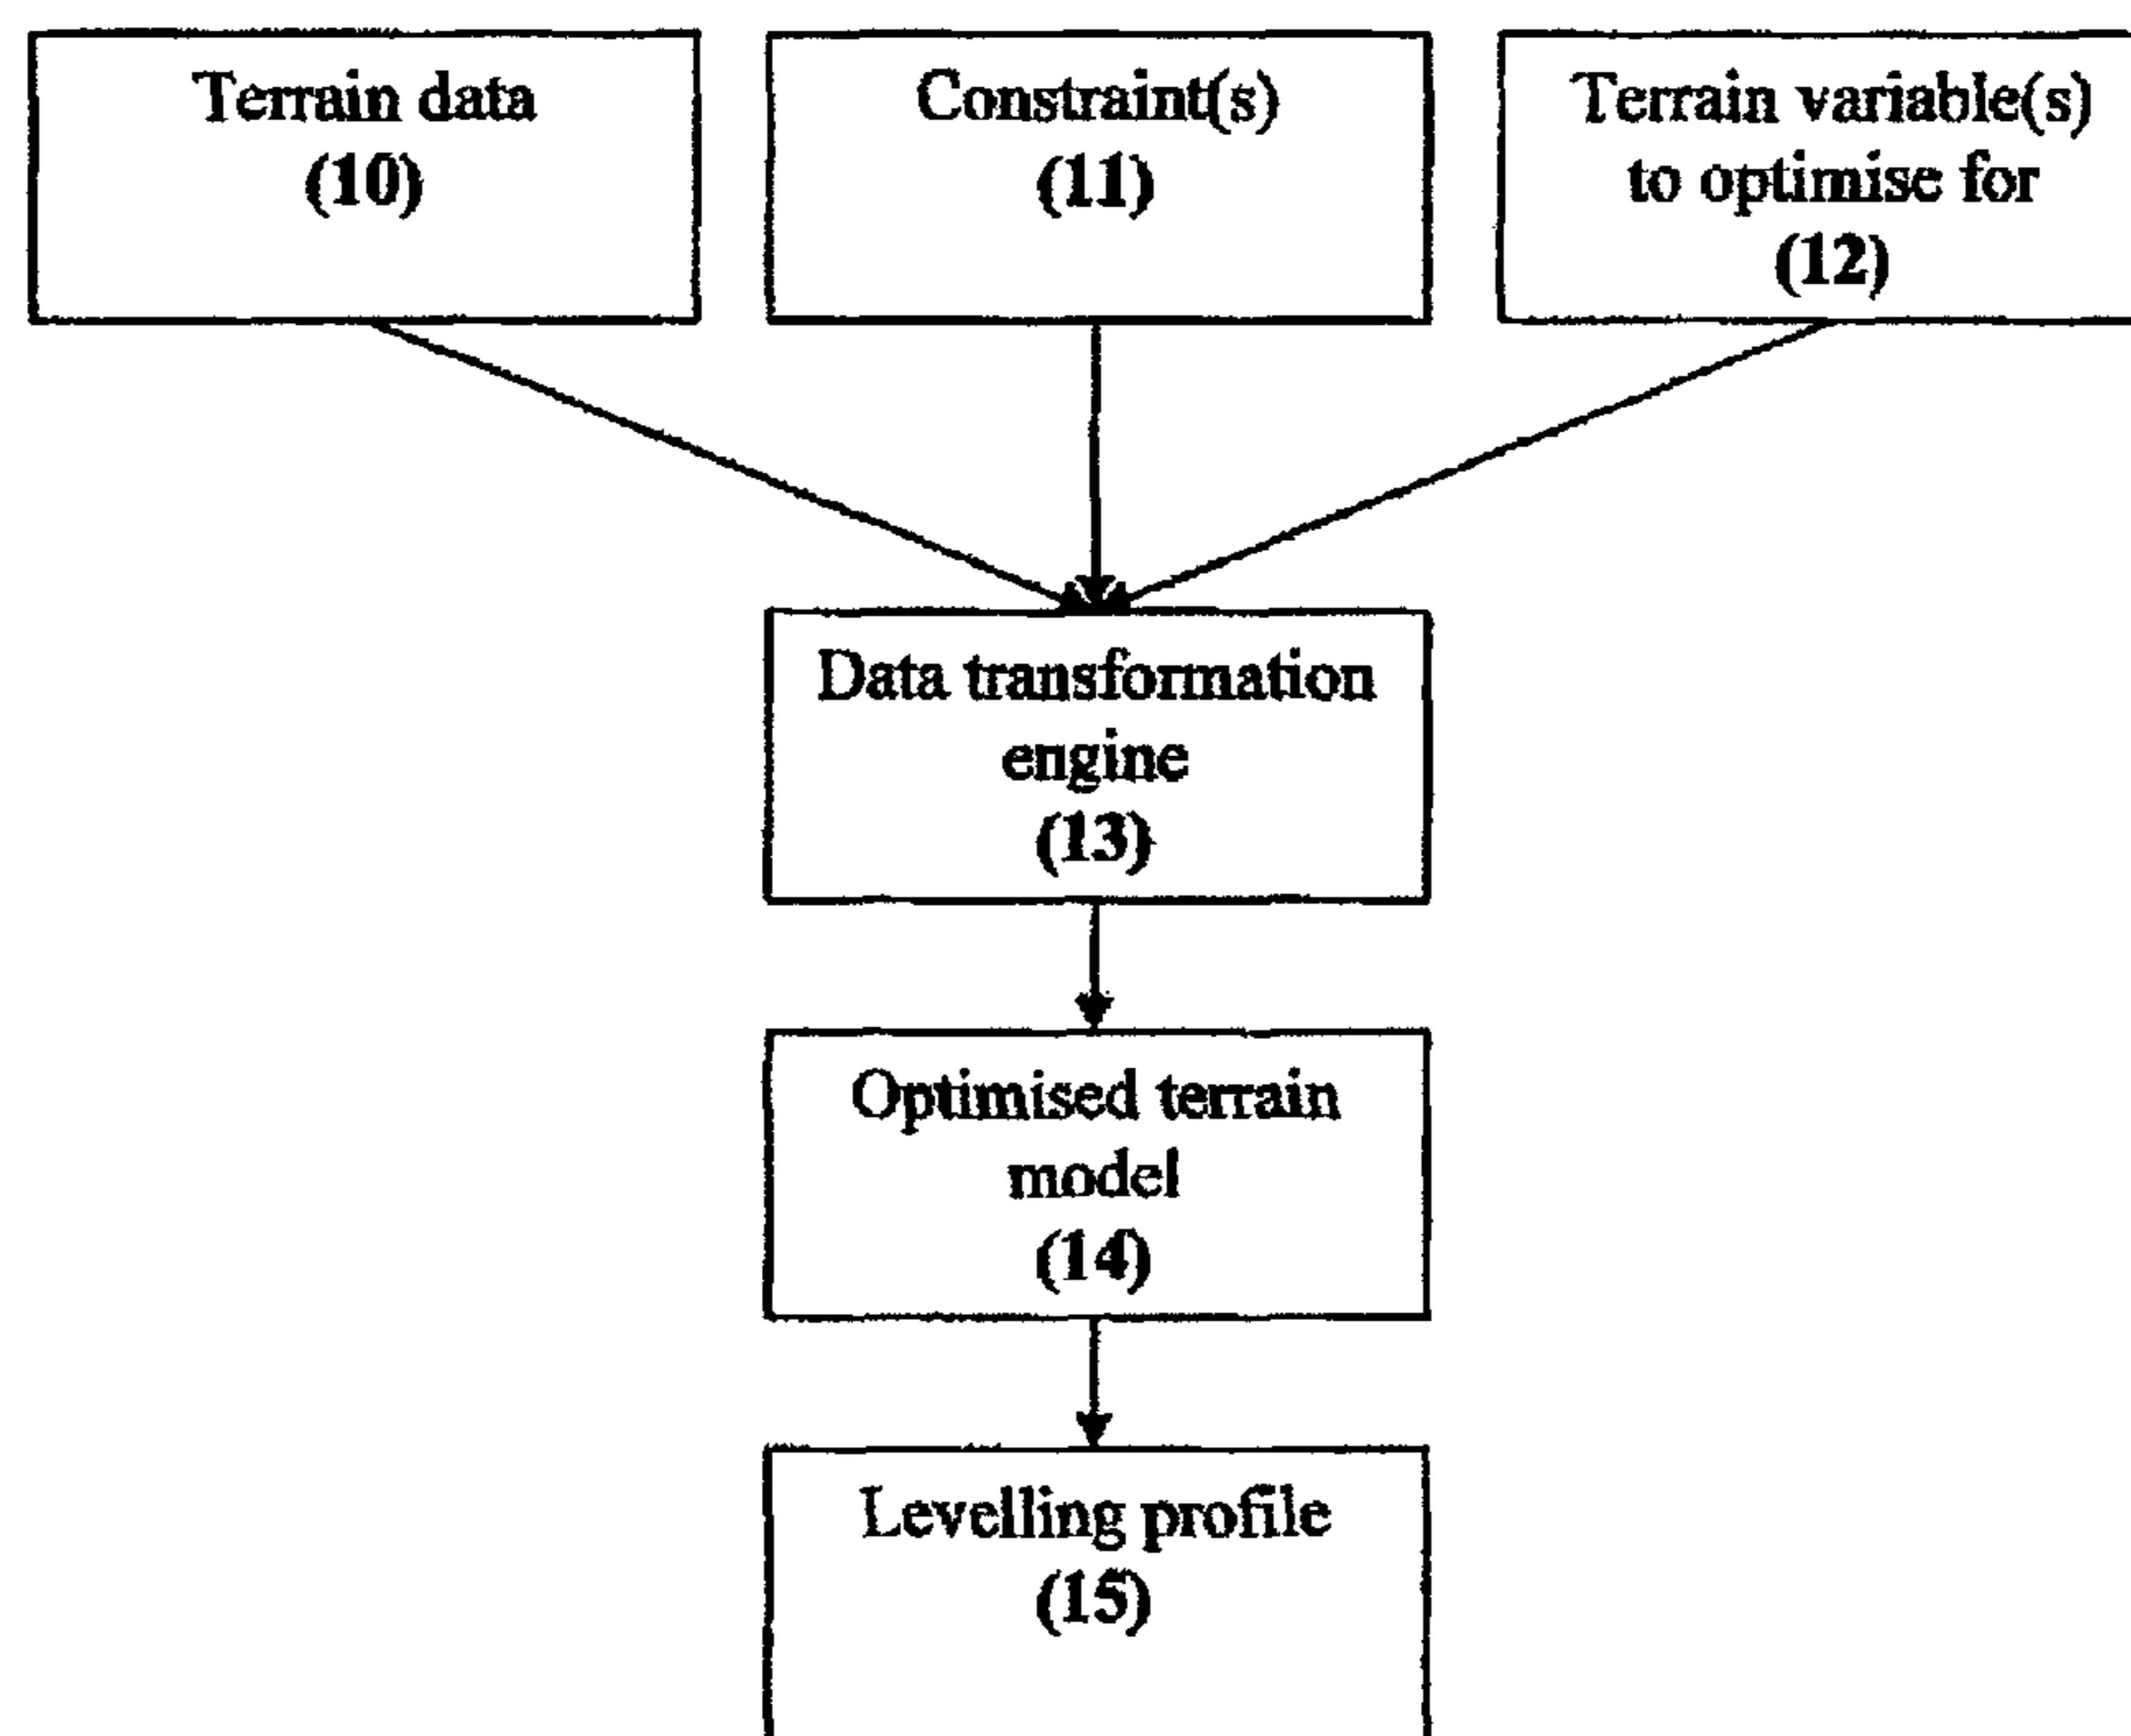 Terrain data
(10)
Constraint(s)
(11)
Terrain variable(s)
to optimise for
(12)
Data transformation
engine
(13)
Optimised terrain
model
(14)
Levelling profile
(15)